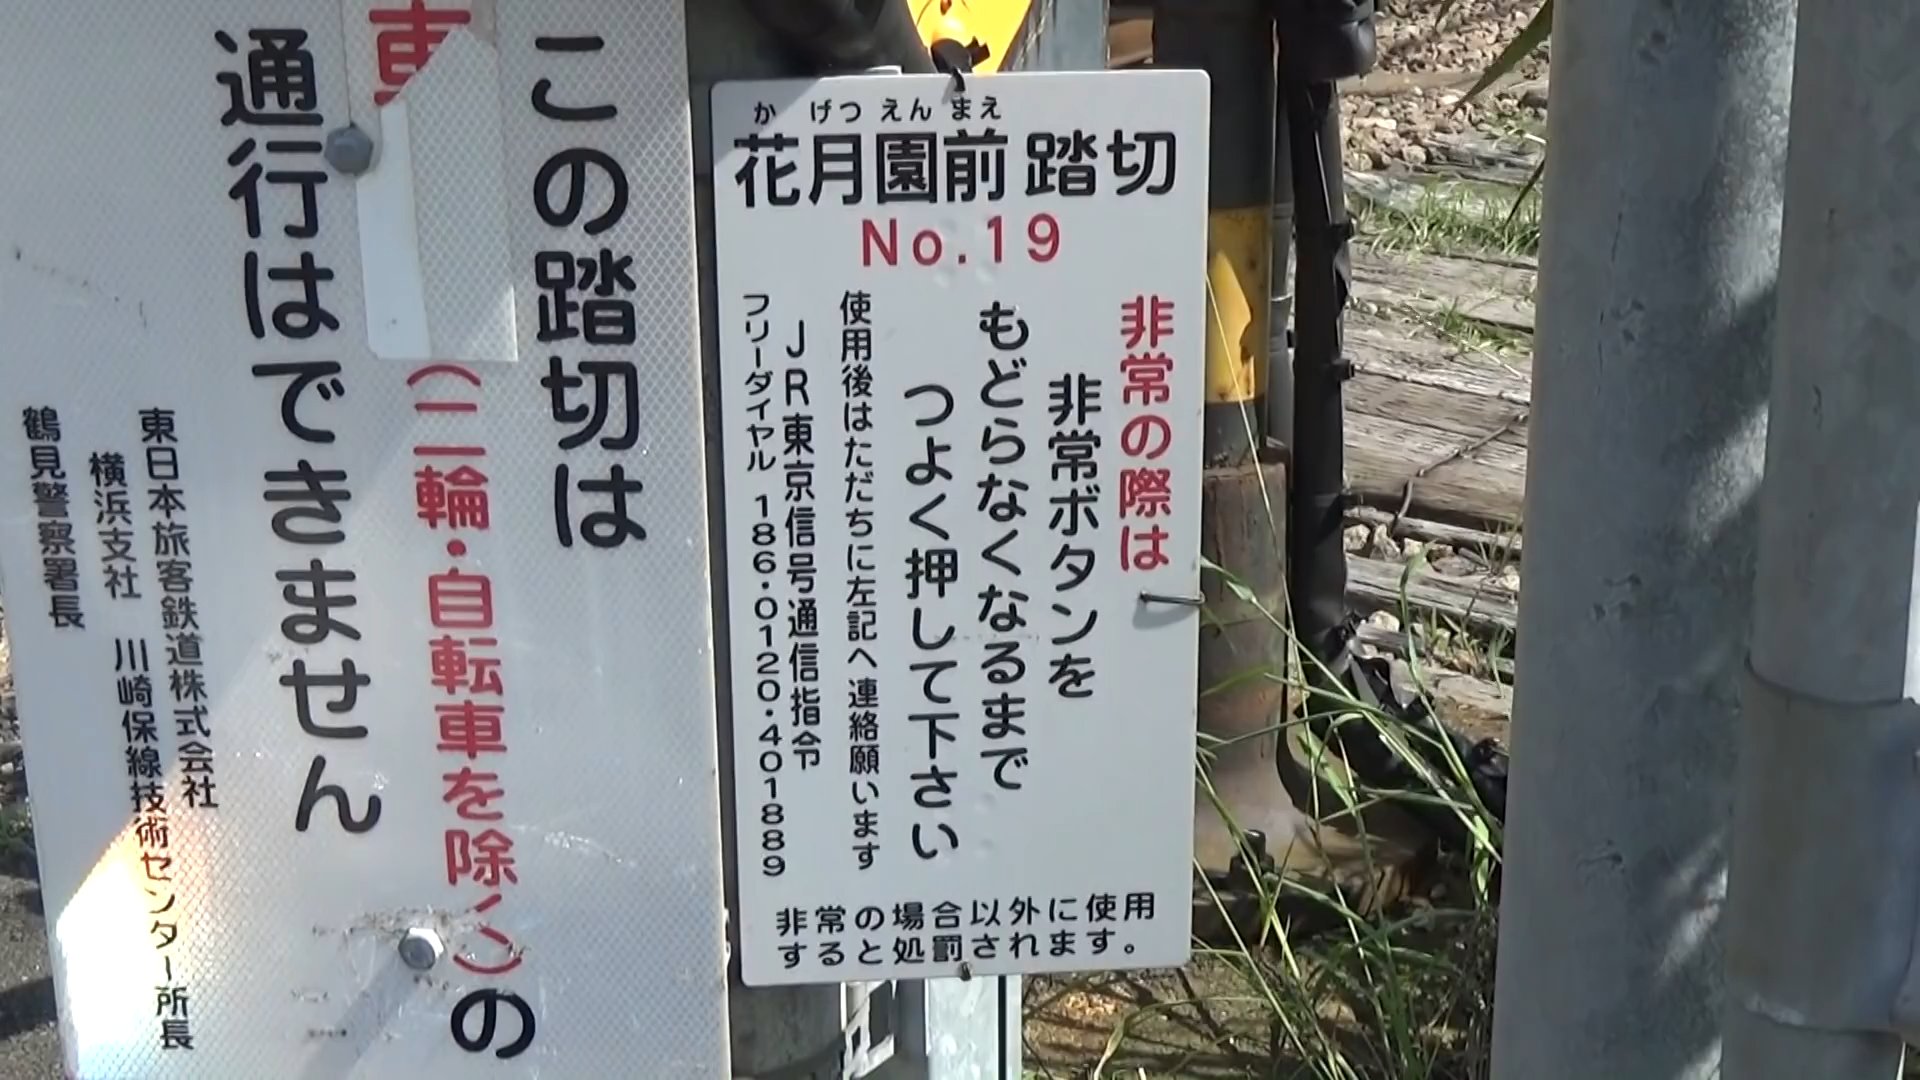 この踏切は
車
（二輪・自転車を除く）の
通行はできません
東日本旅客鉄道株式会社
横浜支社 川崎保線技術センター所長
鶴見警察署長
か げつ えん まえ
花月園前踏切
No.19
非常の際は
非常ボタンを
もどらなくなるまで
つよく押して下さい
使用後はただちに左記へ連絡願います
JR東京信号通信指令
フリーダイヤル 186・0120・401889
非常の場合以外に使用
すると処罰されます。